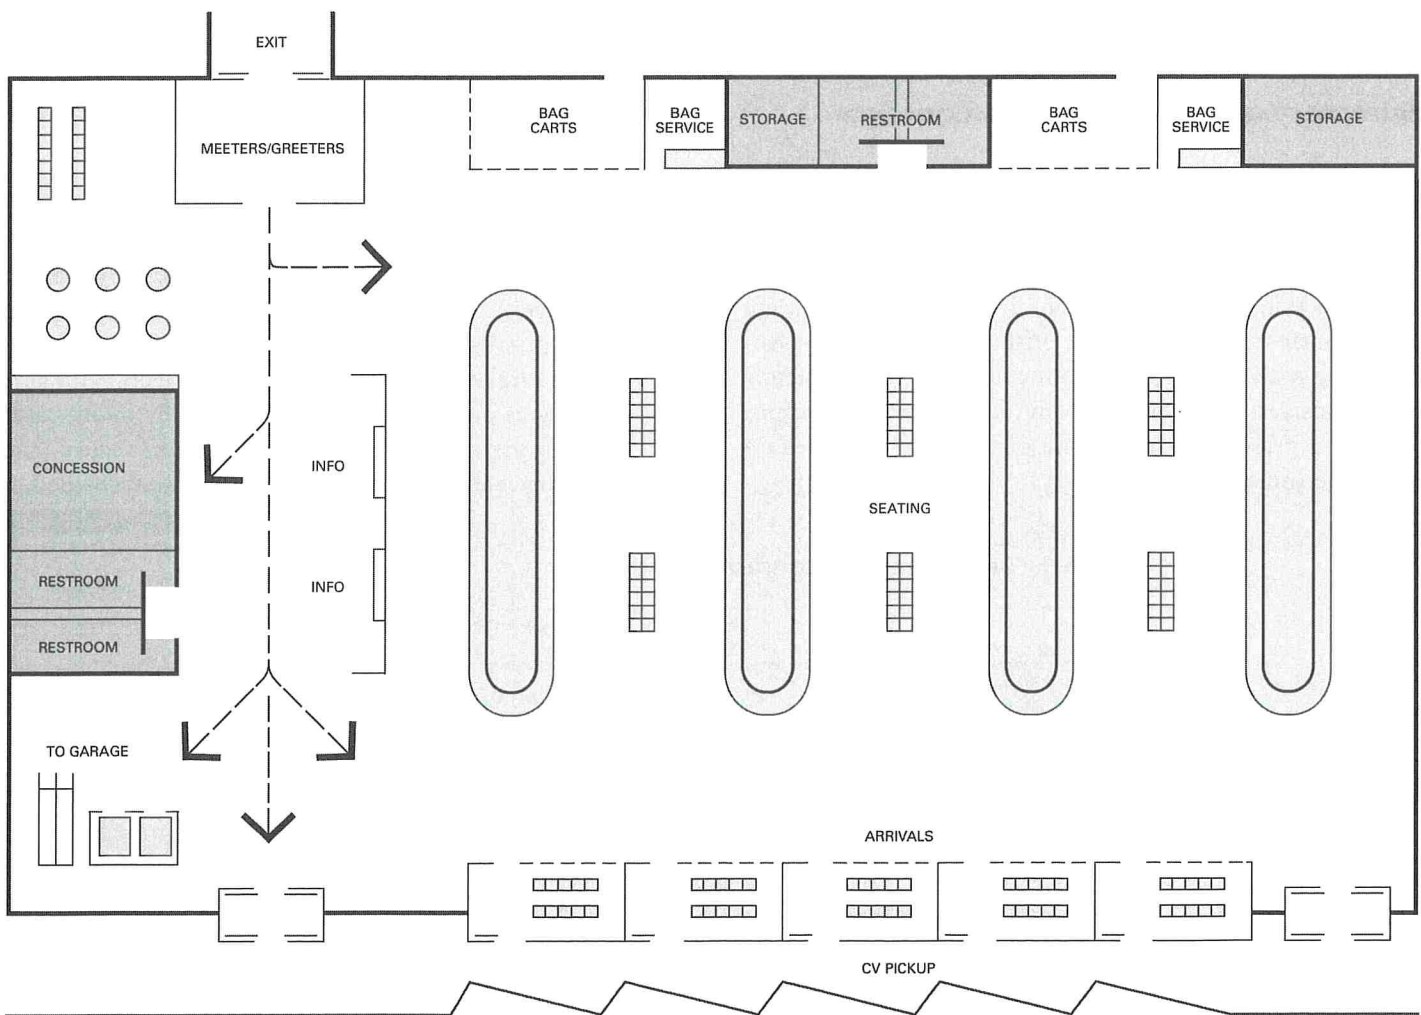 EXIT
BAG
CARTS
BAG
SERVICE
STORAGE
RESTROOM
BAG
CARTS
BAG
SERVICE
STORAGE
MEETERS/GREETERS
CONCESSION
INFO
SEATING
RESTROOM
INFO
RESTROOM
TO GARAGE
ARRIVALS
CV PICKUP